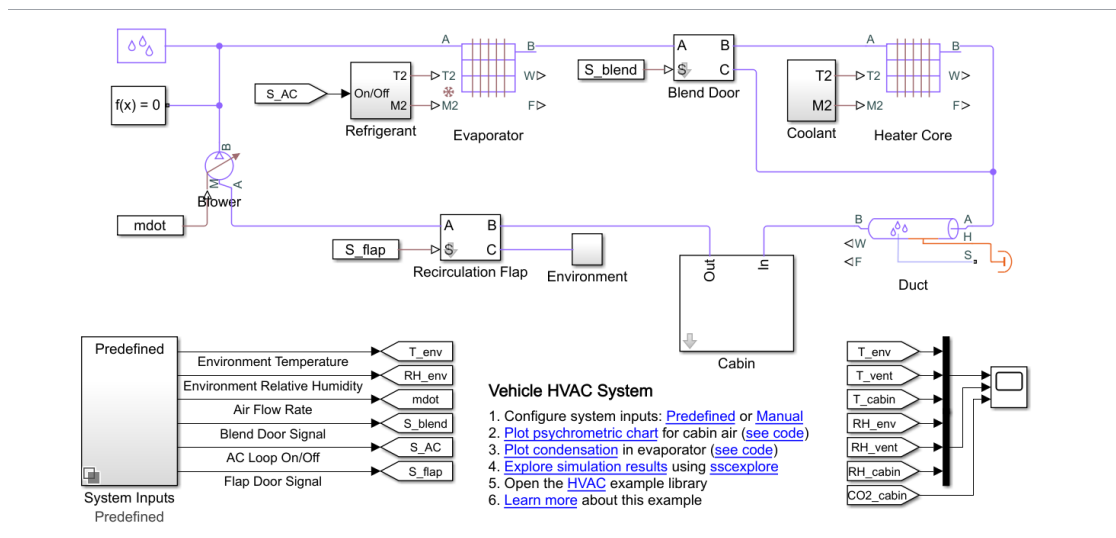 A
B
A
B
A
B
T2
T2
W
S_blend
S
C
T2
T2
W
S_AC
On/Off
f(x) = 0
M2
M2
F
Blend Door
M2
M2
F
Refrigerant
Evaporator
Coolant
Heater Core
B
M
A
Blower
mdot
A
B
B
A
S_flap
S
C
W
H
Recirculation Flap
Environment
Out
In
F
S
Duct
Cabin
Predefined
T_env
Environment Temperature
RH_env
Environment Relative Humidity
mdot
Air Flow Rate
S_blend
Blend Door Signal
S_AC
AC Loop On/Off
S_flap
Flap Door Signal
System Inputs
Predefined
Vehicle HVAC System
1. Configure system inputs: Predefined or Manual
2. Plot psychrometric chart for cabin air (see code)
3. Plot condensation in evaporator (see code)
4. Explore simulation results using sscexplore
5. Open the HVAC example library
6. Learn more about this example
T_env
T_vent
T_cabin
RH_env
RH_vent
RH_cabin
CO2_cabin